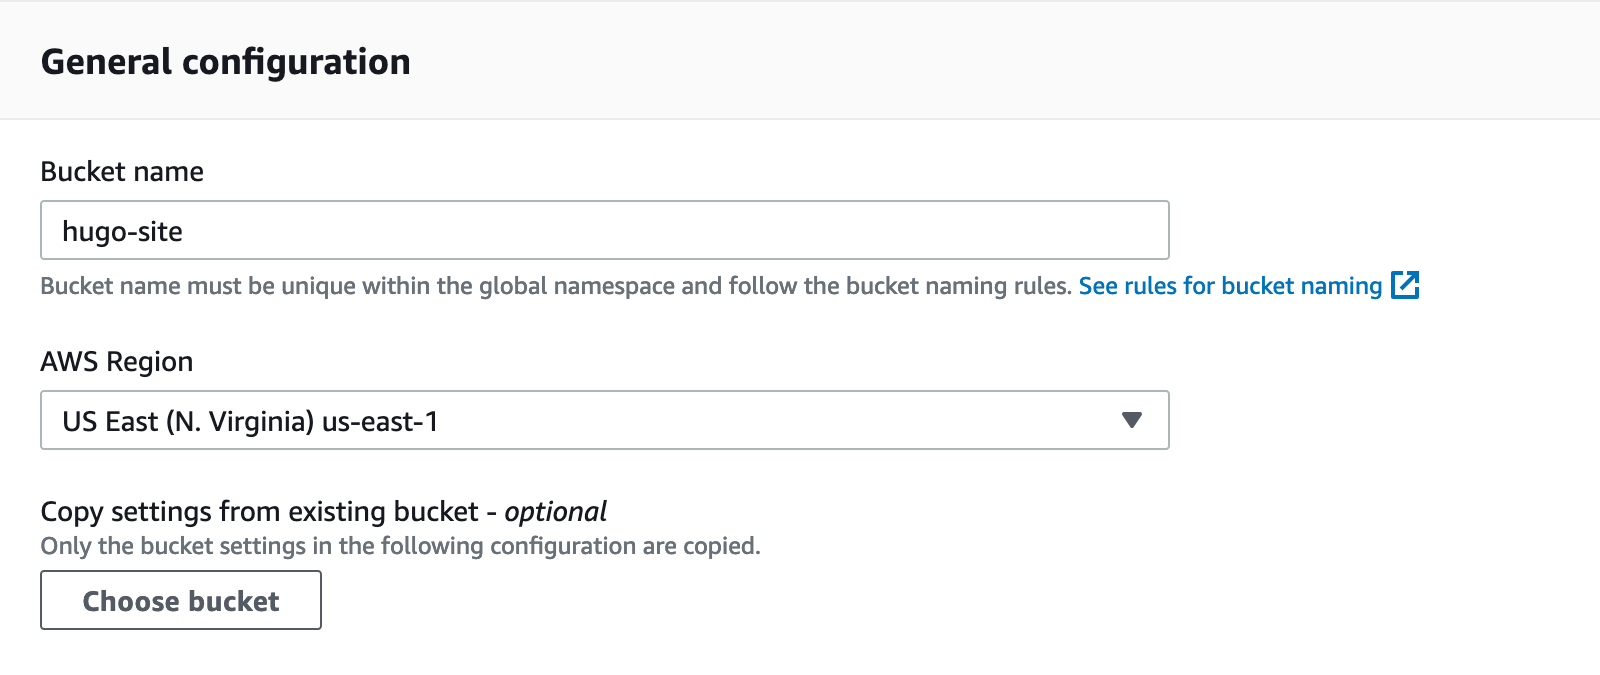 General configuration
Bucket name
hugo-site
Bucket name must be unique within the global namespace and follow the bucket naming rules. See rules for bucket naming
AWS Region
US East (N. Virginia) us-east-1
Copy settings from existing bucket - optional
Only the bucket settings in the following configuration are copied.
Choose bucket